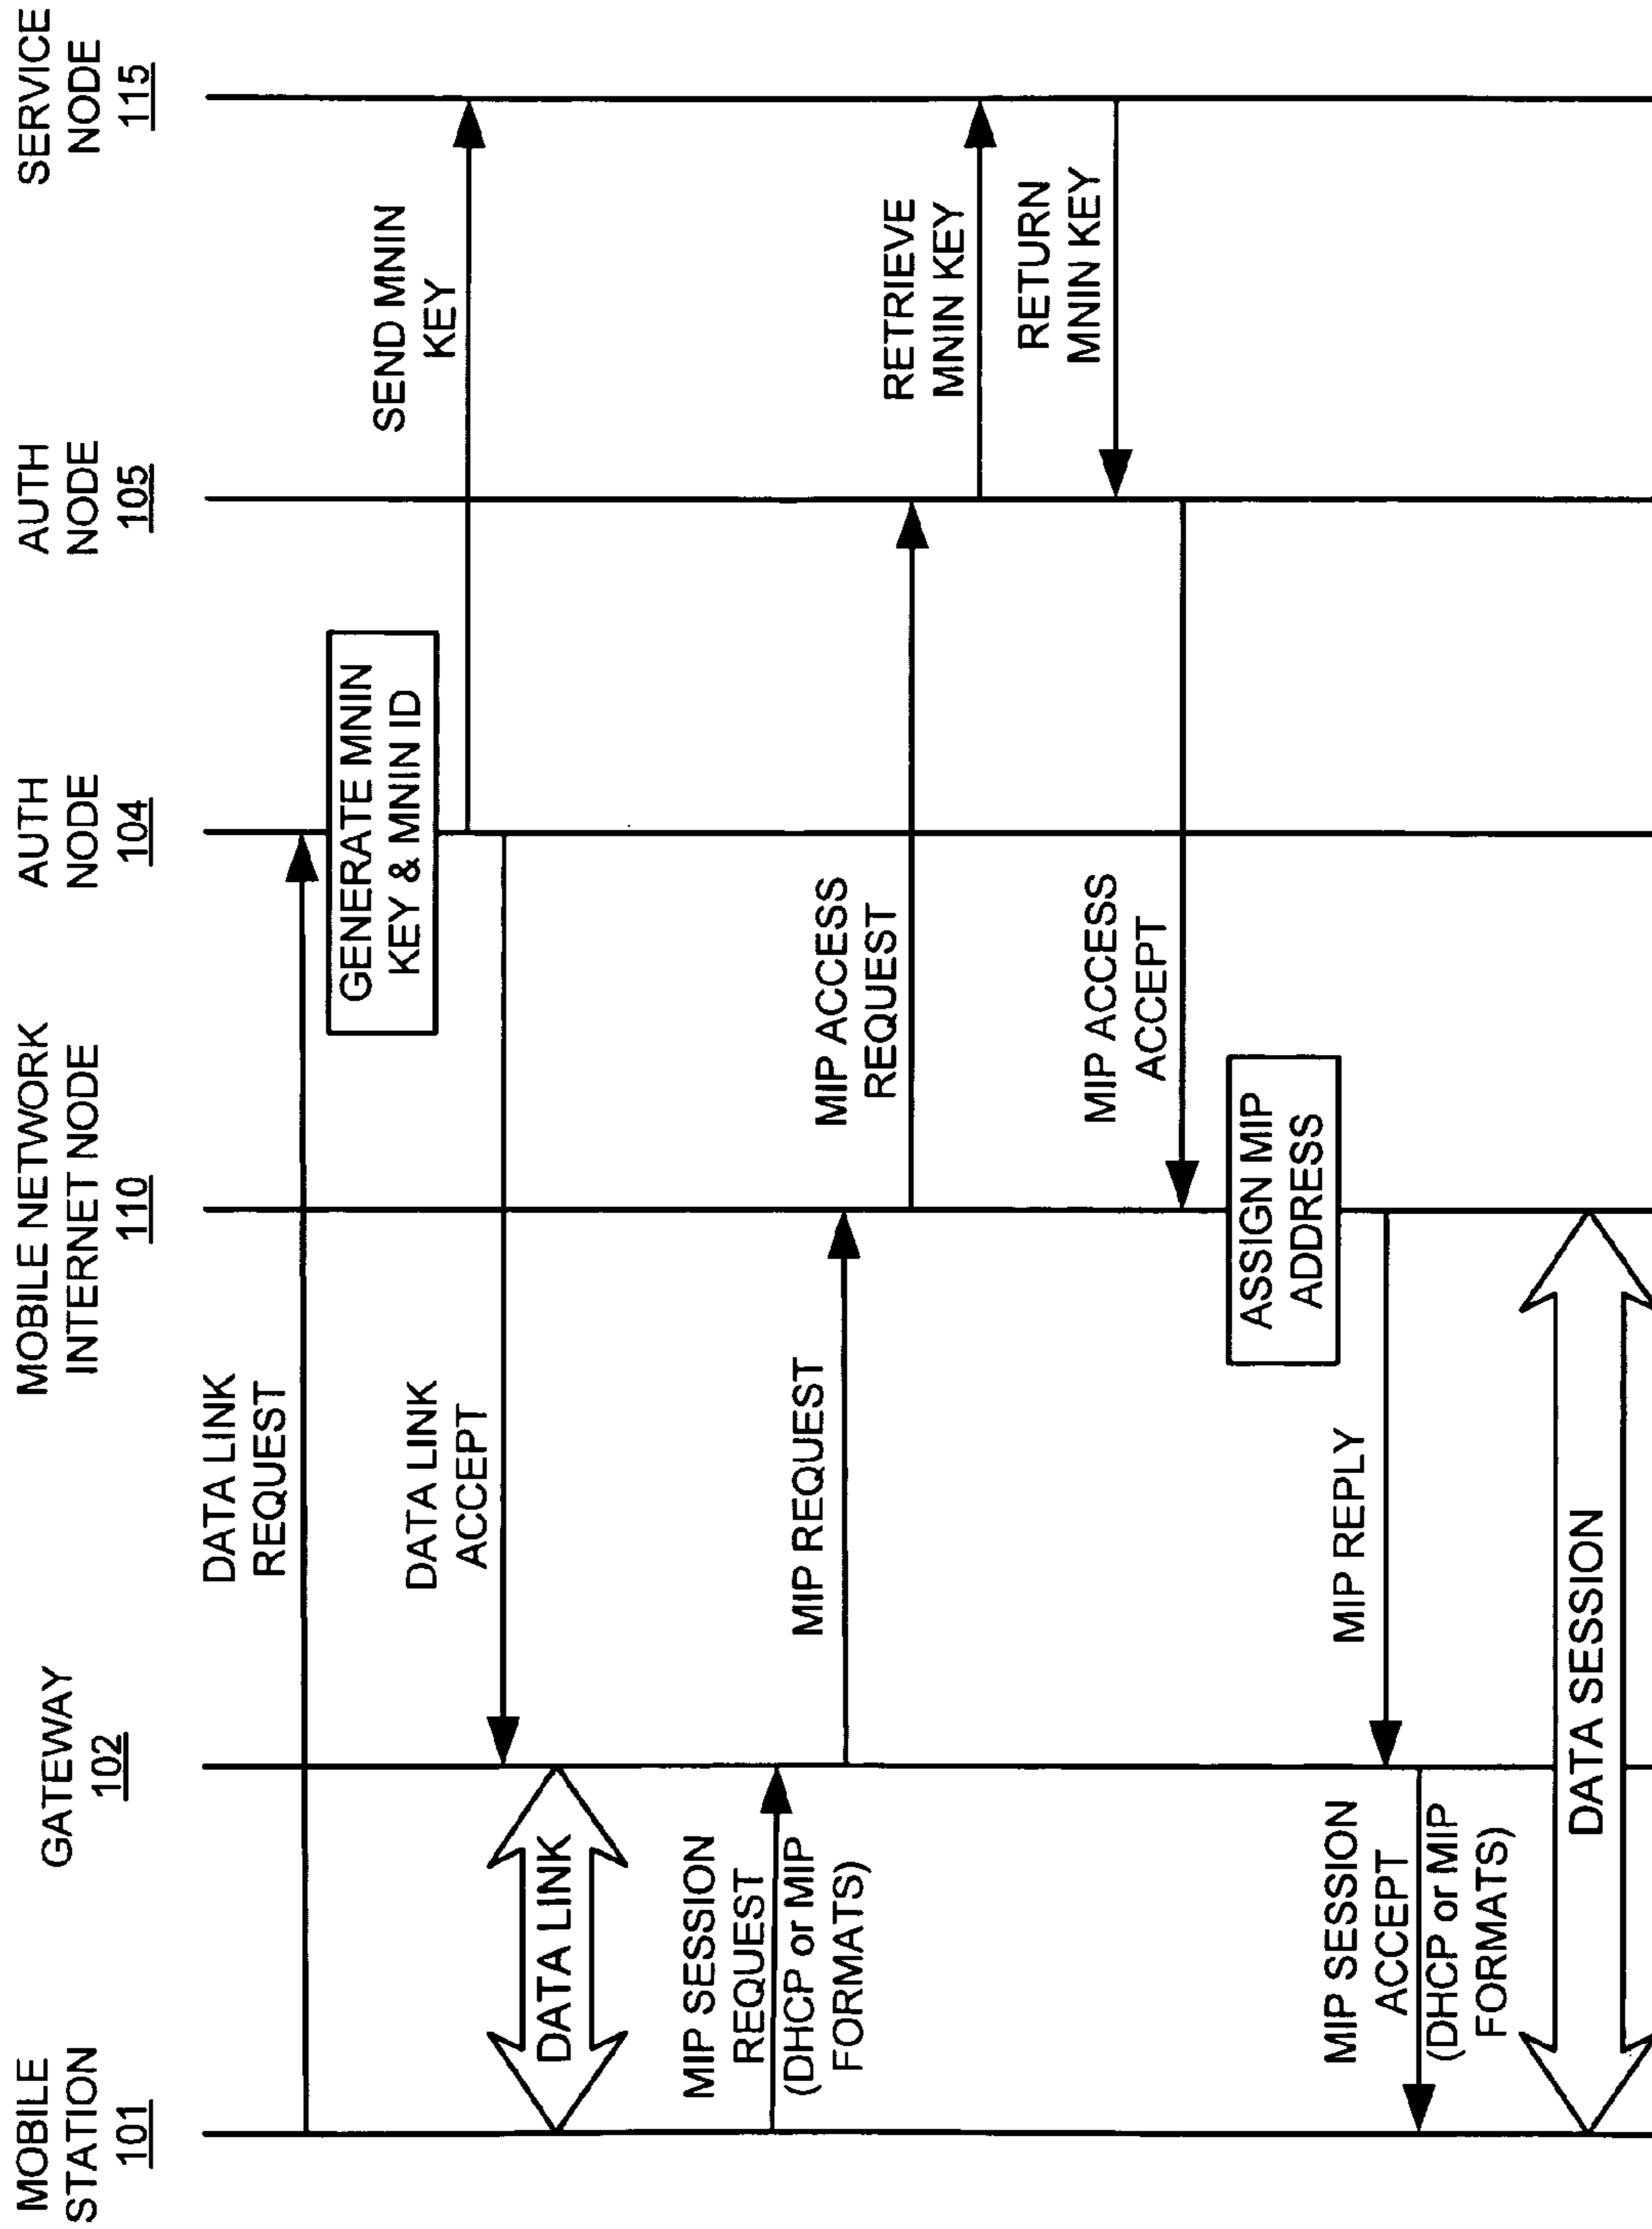 MOBILE
STATION
101
GATEWAY
102
MOBILE NETWORK
INTERNET NODE
110
AUTH
NODE
104
AUTH
NODE
105
SERVICE
NODE
115
DATA LINK
REQUEST
GENERATE MNIN
KEY & MNIN ID
SEND MNIN
KEY
DATA LINK
ACCEPT
DATA LINK
MIP SESSION
REQUEST
(DHCP or MIP
FORMATS)
MIP REQUEST
MIP ACCESS
REQUEST
RETRIEVE
MNIN KEY
RETURN
MNIN KEY
MIP ACCESS
ACCEPT
ASSIGN MIP
ADDRESS
MIP REPLY
MIP SESSION
ACCEPT
(DHCP or MIP
FORMATS)
DATA SESSION